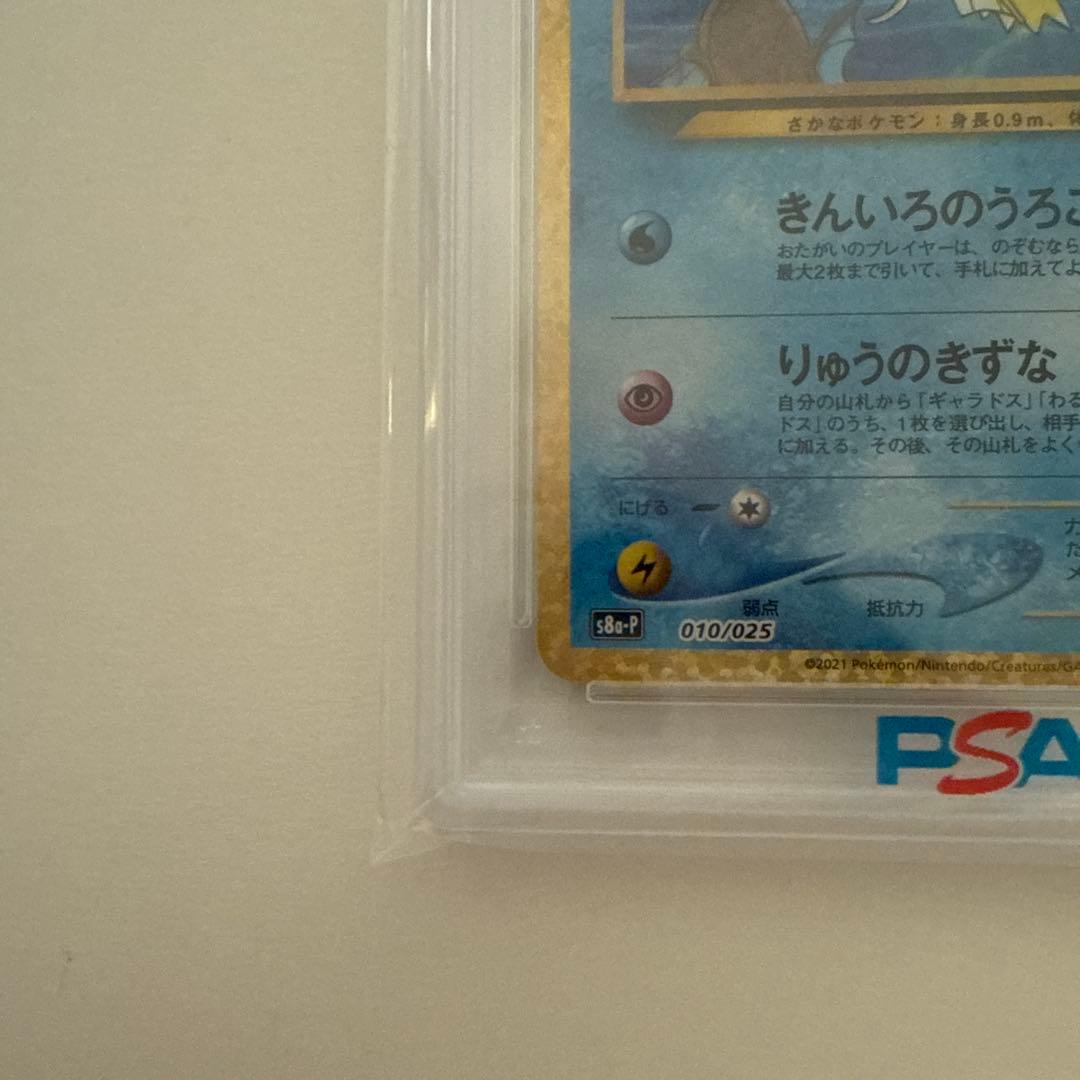 さかなポケモン：身長0.9m、体
きんいろのうろこ
おたがいのプレイヤーは、のぞむなら
最大2枚まで引いて、手札に加えてよ
りゅうのきずな
自分の山札から「ギャラドス」「わる
ドス」のうち、1枚を選び出し、相手
に加える。その後、その山札をよく
にげる
弱点
抵抗力
s8a-P
010/025
©2021 Pokémon/Nintendo/Creatures/GA
PSA